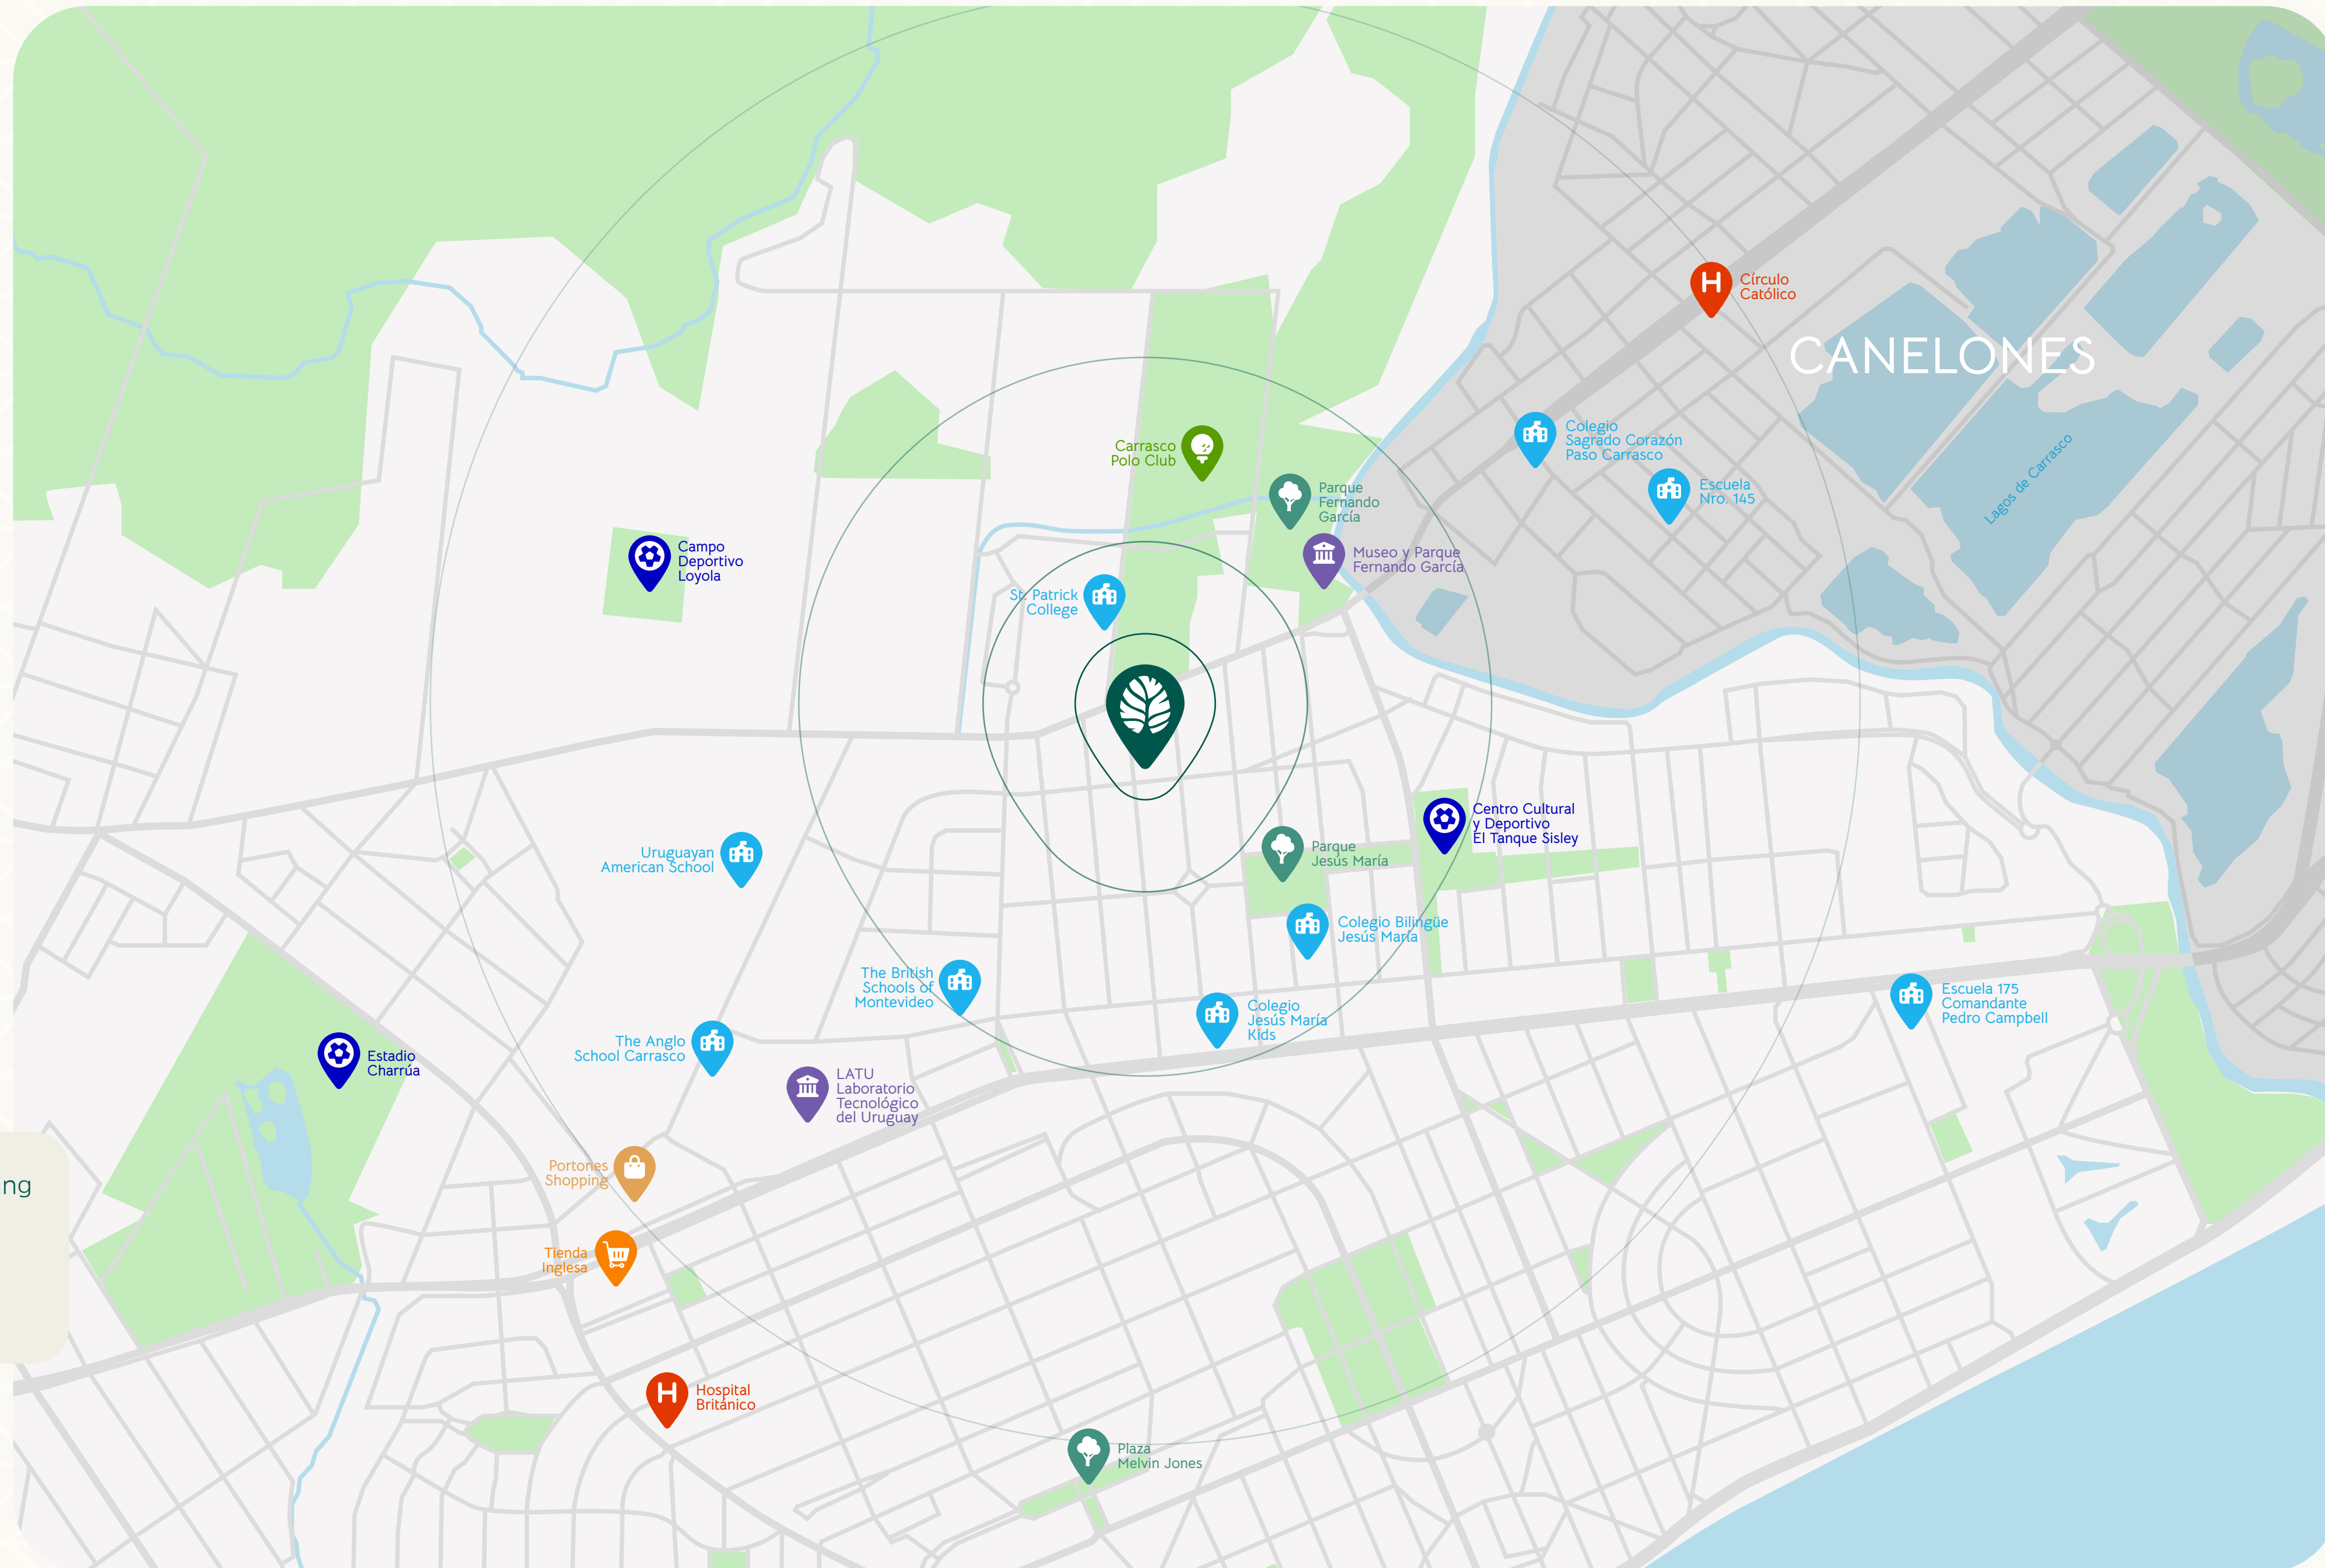 Círculo
Católico
CANELONES
Carrasco
Polo Club
Colegio
Sagrado Corazón
Paso Carrasco
Lagos de Carrasco
Escuela
Nro. 145
Parque
Fernando
García
Campo
Deportivo
Loyola
Museo y Parque
Fernando García
St. Patrick
College
Centro Cultural
y Deportivo
El Tanque Sisley
Uruguayan
American School
Parque
Jesús María
Colegio Bilingüe
Jesús María
The British
Schools of
Montevideo
Escuela 175
Comandante
Pedro Campbell
Colegio
Jesús María
Kids
The Anglo
School Carrasco
Estadio
Charrúa
LATU
Laboratorio
Tecnológico
del Uruguay
Portones
Shopping
ng
Tienda
Inglesa
H
Hospital
Británico
H
Plaza
Melvin Jones